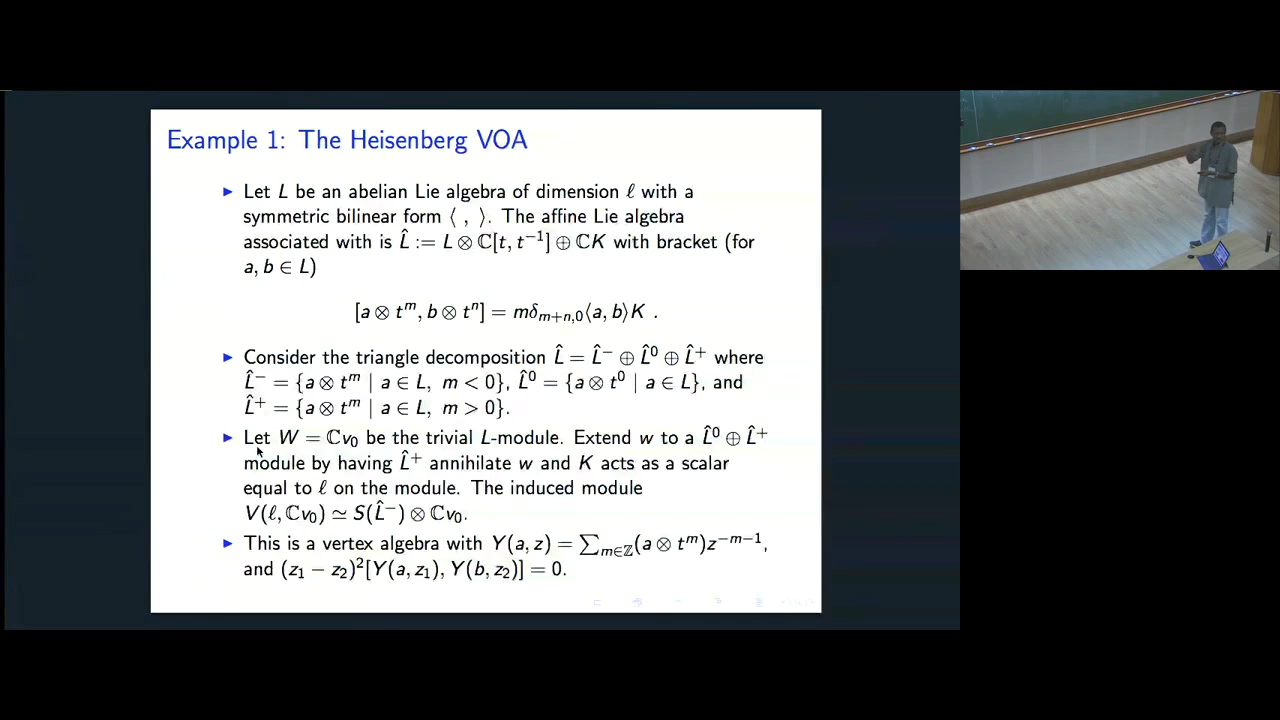 Example 1: The Heisenberg VOA
▶ Let L be an abelian Lie algebra of dimension ℓ with a
symmetric bilinear form ⟨ , ⟩. The affine Lie algebra
associated with is L̂ := L ⊗ ℂ[t, t⁻¹] ⊕ ℂK with bracket (for
a, b ∈ L)
[a ⊗ tᵐ, b ⊗ tⁿ] = mδ_{m+n,0}⟨a, b⟩K .
▶ Consider the triangle decomposition L̂ = L̂⁻ ⊕ L̂⁰ ⊕ L̂⁺ where
L̂⁻ = {a ⊗ tᵐ | a ∈ L, m < 0}, L̂⁰ = {a ⊗ t⁰ | a ∈ L}, and
L̂⁺ = {a ⊗ tᵐ | a ∈ L, m > 0}.
▶ Let W = ℂv₀ be the trivial L-module. Extend w to a L̂⁰ ⊕ L̂⁺
module by having L̂⁺ annihilate w and K acts as a scalar
equal to ℓ on the module. The induced module
V(ℓ, ℂv₀) ≃ S(L̂⁻) ⊗ ℂv₀.
▶ This is a vertex algebra with Y(a, z) = ∑_{m∈ℤ}(a ⊗ tᵐ)z^{−m−1},
and (z₁ − z₂)²[Y(a, z₁), Y(b, z₂)] = 0.